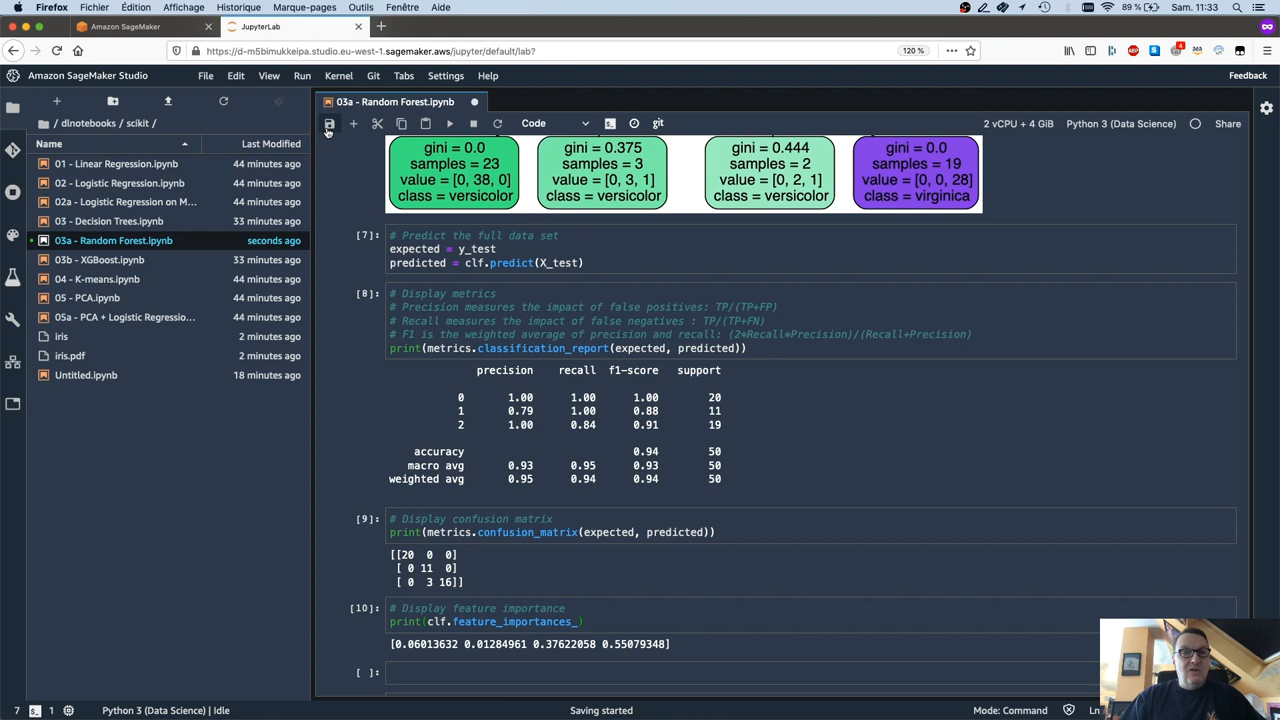 Firefox Fichier Édition Affichage Historique Marque-pages Outils Fenêtre Aide 89 % Sam. 11:33
Amazon SageMaker
JupyterLab
https://d-m5bimukkeipa.studio.eu-west-1.sagemaker.aws/jupyter/default/lab? 120 %
Amazon SageMaker Studio File Edit View Run Kernel Git Tabs Settings Help Feedback
03a - Random Forest.ipynb
/ dlnotebooks / scikit /
Code git 2 vCPU + 4 GiB Python 3 (Data Science) Share
Name Last Modified
01 - Linear Regression.ipynb 44 minutes ago
02 - Logistic Regression.ipynb 44 minutes ago
02a - Logistic Regression on M... 44 minutes ago
03 - Decision Trees.ipynb 33 minutes ago
03a - Random Forest.ipynb seconds ago
03b - XGBoost.ipynb 33 minutes ago
04 - K-means.ipynb 44 minutes ago
05 - PCA.ipynb 44 minutes ago
05a - PCA + Logistic Regressio... 44 minutes ago
iris 2 minutes ago
iris.pdf 2 minutes ago
Untitled.ipynb 18 minutes ago
gini = 0.0
samples = 23
value = [0, 38, 0]
class = versicolor
gini = 0.375
samples = 3
value = [0, 3, 1]
class = versicolor
gini = 0.444
samples = 2
value = [0, 2, 1]
class = versicolor
gini = 0.0
samples = 19
value = [0, 0, 28]
class = virginica
[7]: # Predict the full data set
expected = y_test
predicted = clf.predict(X_test)
[8]: # Display metrics
# Precision measures the impact of false positives: TP/(TP+FP)
# Recall measures the impact of false negatives : TP/(TP+FN)
# F1 is the weighted average of precision and recall: (2*Recall*Precision)/(Recall+Precision)
print(metrics.classification_report(expected, predicted))
precision recall f1-score support
0 1.00 1.00 1.00 20
1 0.79 1.00 0.88 11
2 1.00 0.84 0.91 19
accuracy 0.94 50
macro avg 0.93 0.95 0.93 50
weighted avg 0.95 0.94 0.94 50
[9]: # Display confusion matrix
print(metrics.confusion_matrix(expected, predicted))
[[20 0 0]
[ 0 11 0]
[ 0 3 16]]
[10]: # Display feature importance
print(clf.feature_importances_)
[0.06013632 0.01284961 0.37622058 0.55079348]
[ ]:
7 1 Python 3 (Data Science) | Idle Saving started Mode: Command Ln